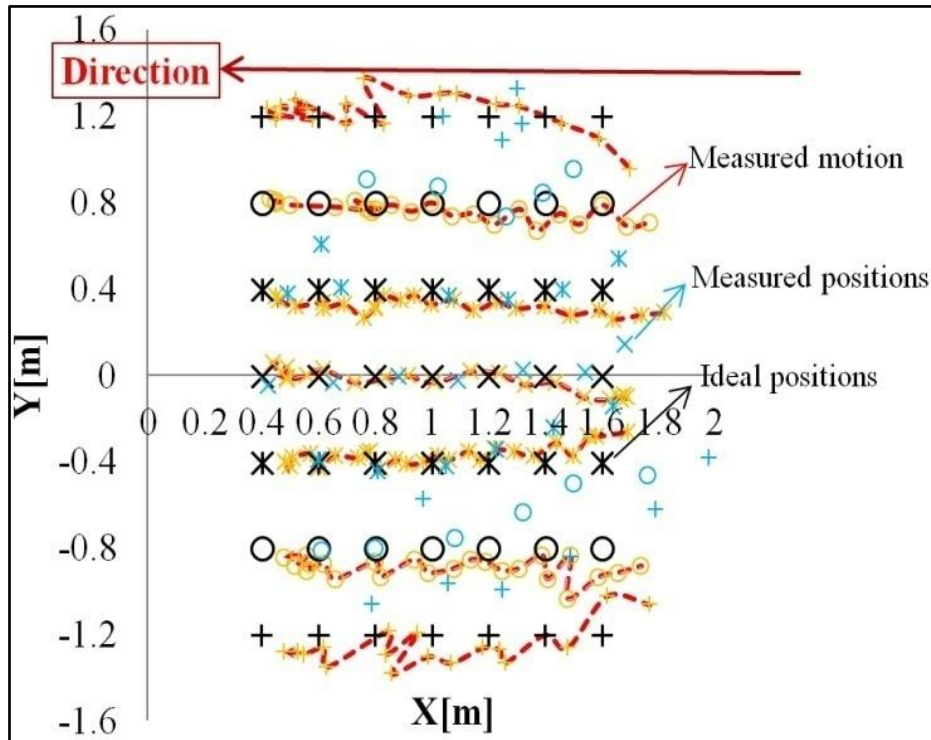 1.6
Direction
1.2
Measured motion
0.8
0.4
Measured positions
0
Ideal positions
Y[m]
0 0.2 0.4 0.6 0.8 1 1.2 1.4 1.6 1.8 2
-0.4
-0.8
-1.2
X[m]
-1.6